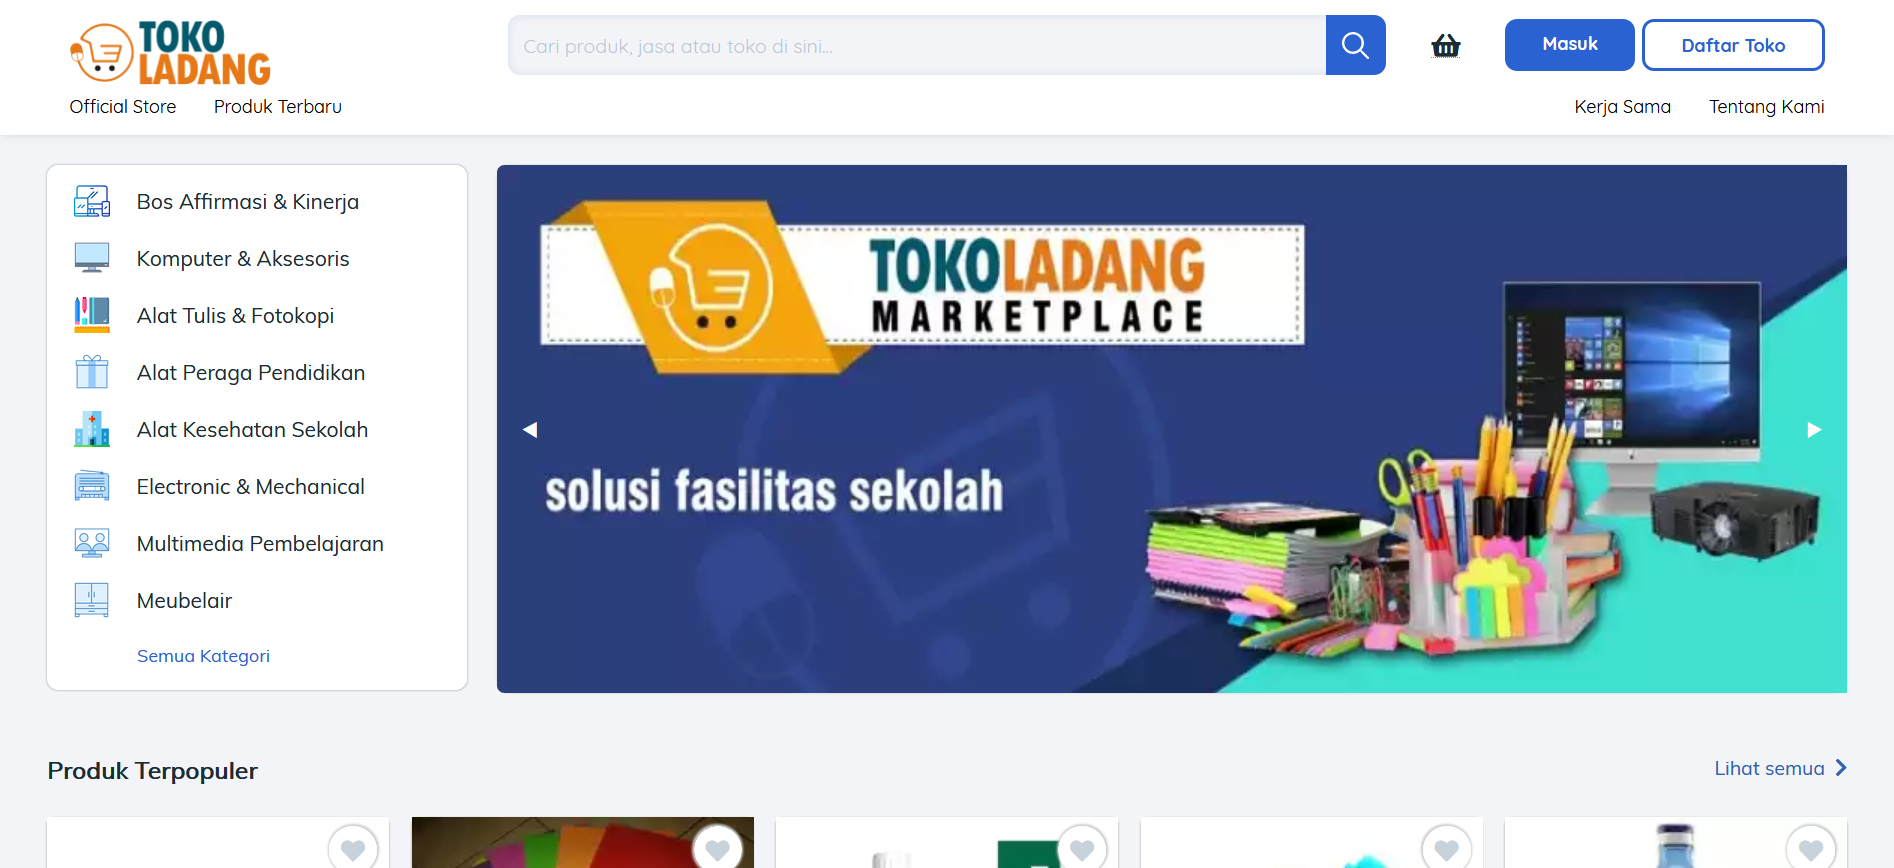 TOKO
LADANG
Cari produk, jasa atau toko di sini...
Masuk
Daftar Toko
Official Store
Produk Terbaru
Kerja Sama
Tentang Kami
Bos Affirmasi & Kinerja
Komputer & Aksesoris
Alat Tulis & Fotokopi
Alat Peraga Pendidikan
Alat Kesehatan Sekolah
Electronic & Mechanical
Multimedia Pembelajaran
Meubelair
Semua Kategori
TOKOLADANG
MARKETPLACE
solusi fasilitas sekolah
Produk Terpopuler
Lihat semua